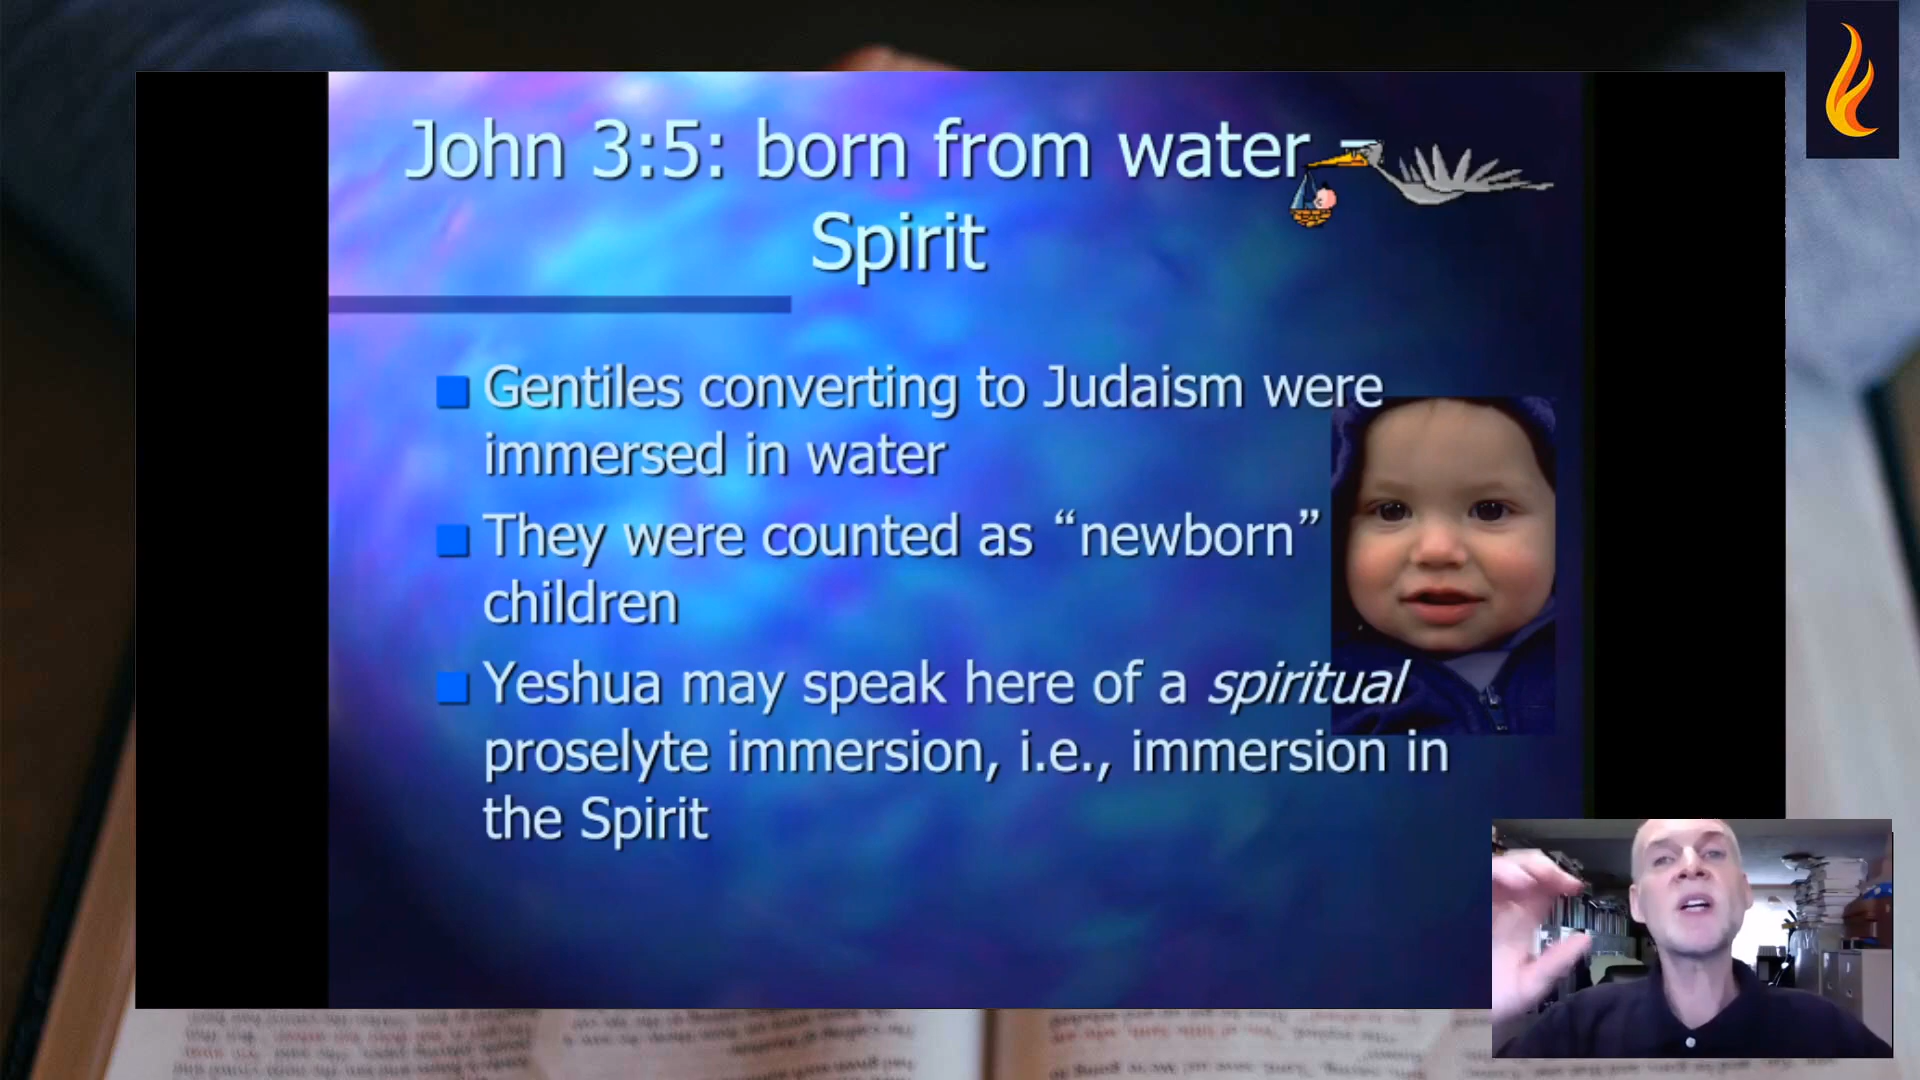 John 3:5: born from water –
Spirit
Gentiles converting to Judaism were
immersed in water
They were counted as “newborn”
children
Yeshua may speak here of a spiritual
proselyte immersion, i.e., immersion in
the Spirit